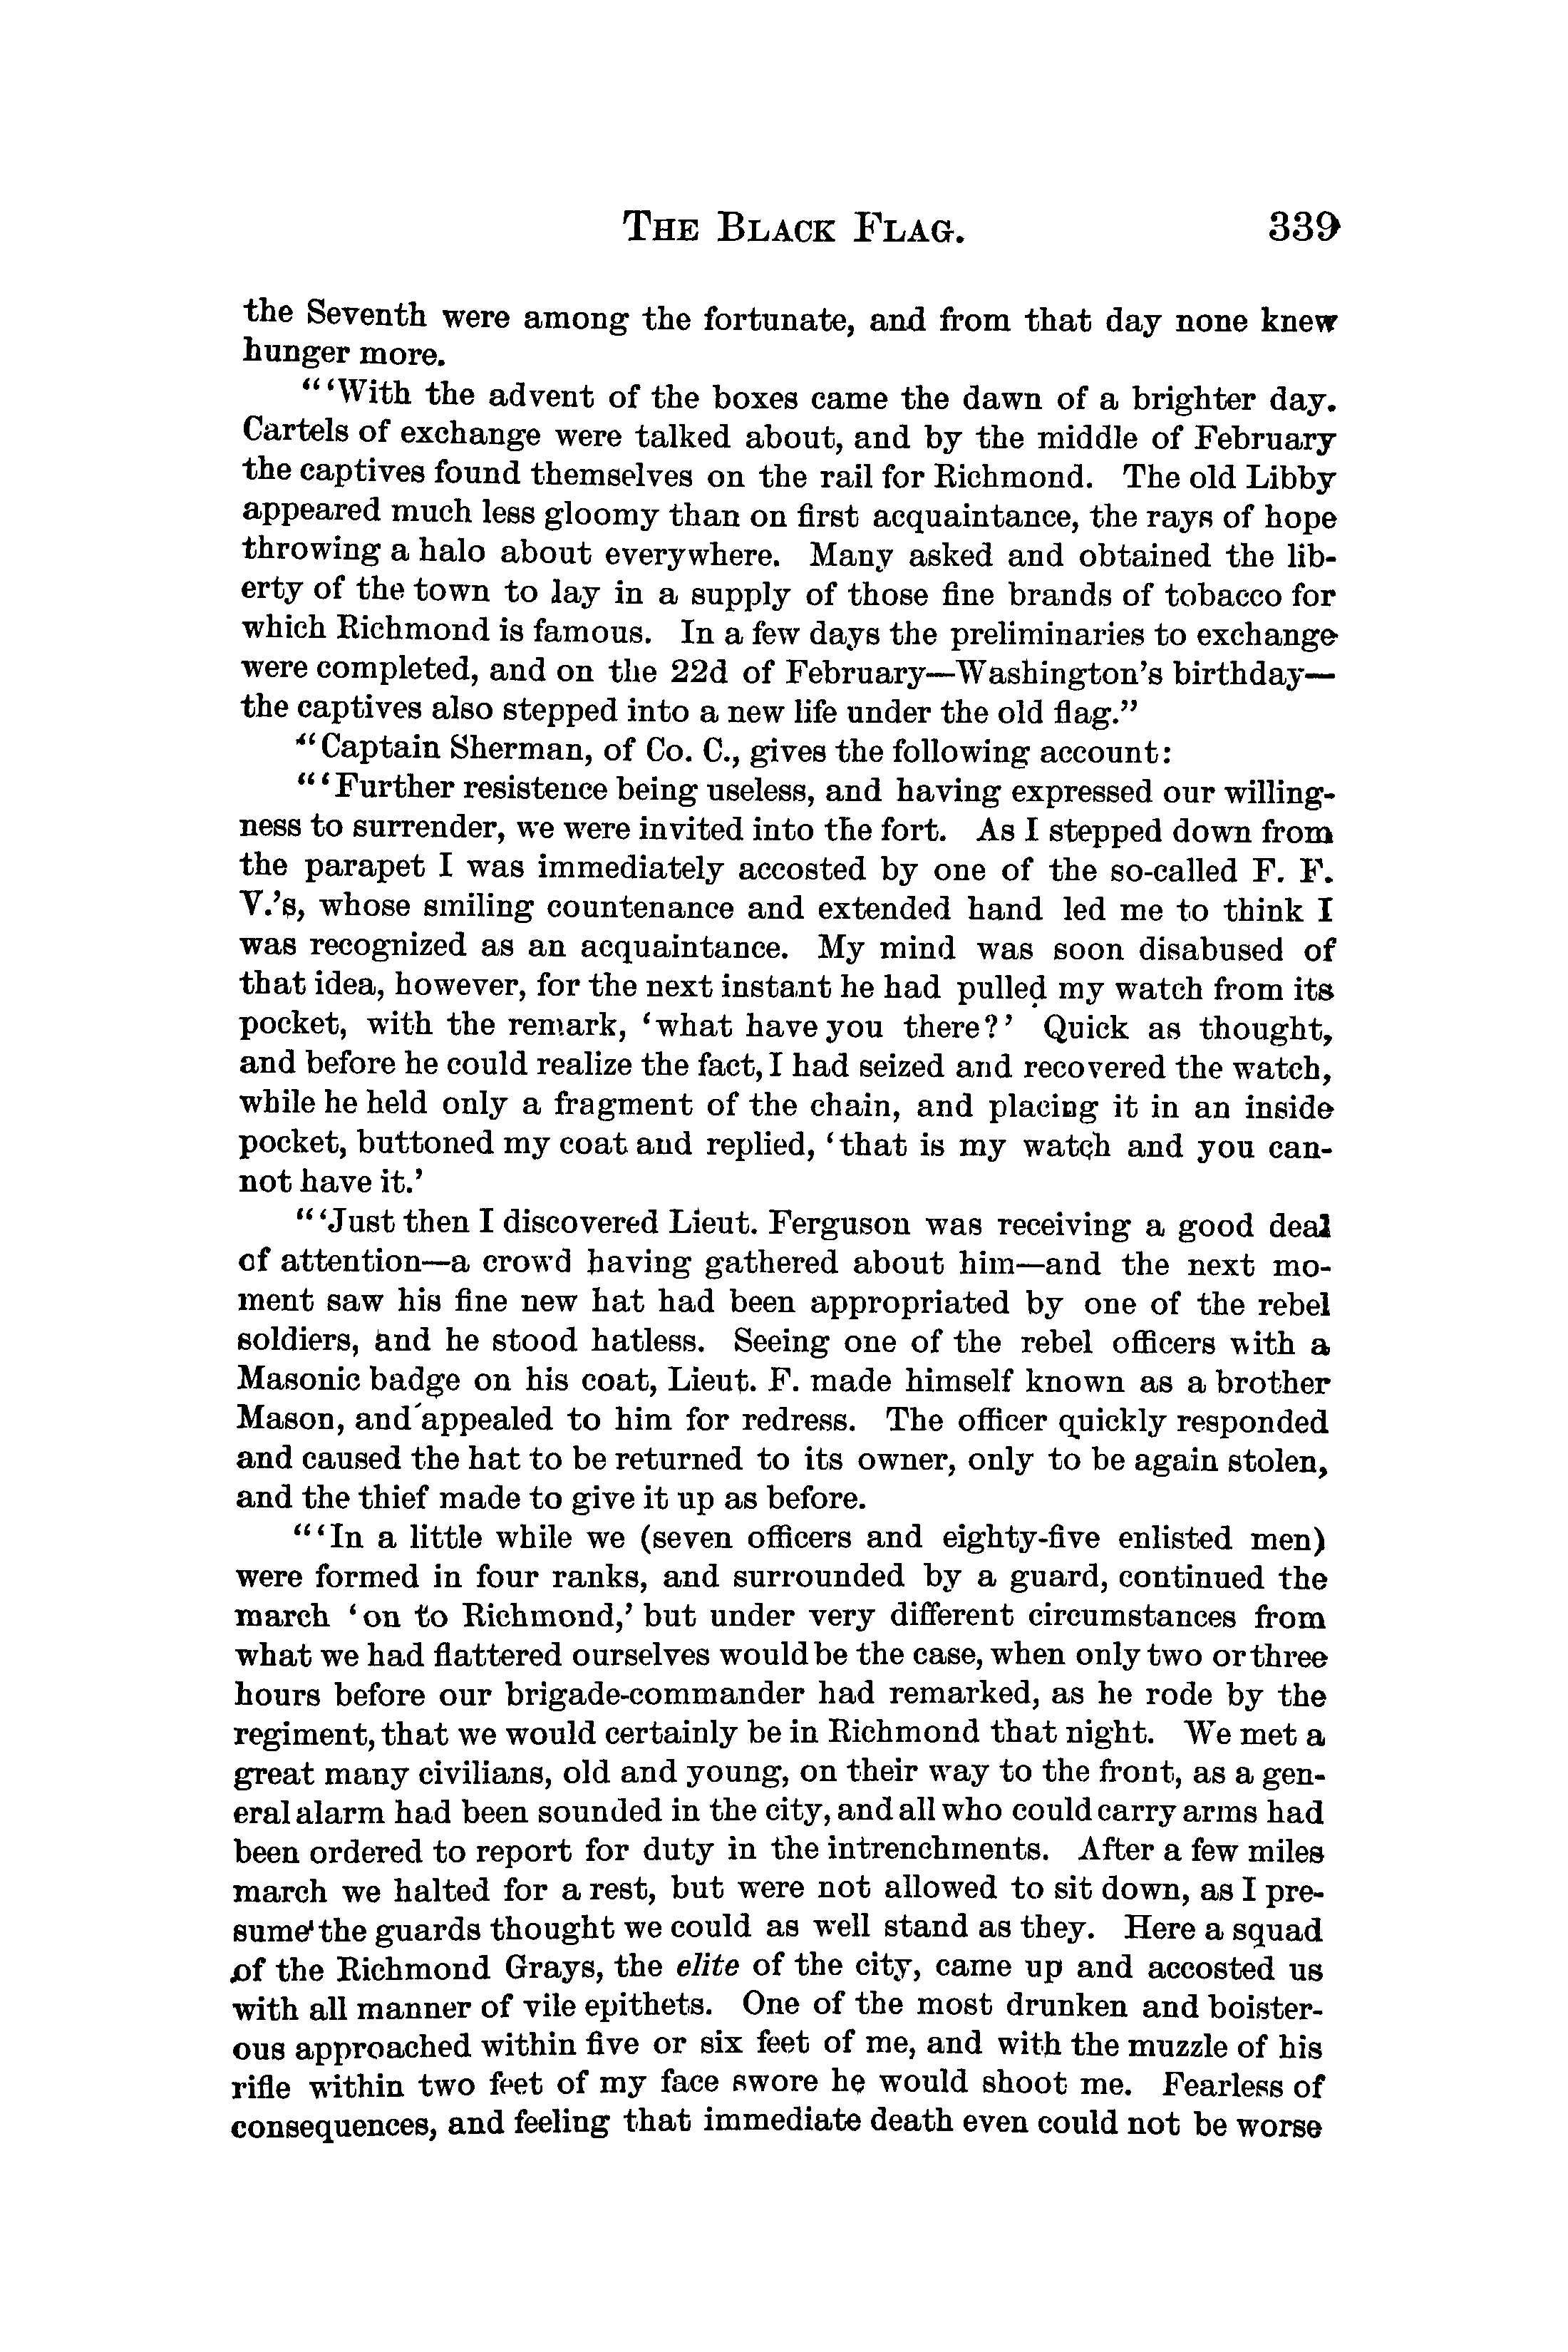 THE BLACK FLAG. 339
the Seventh were among the fortunate, and from that day none knew
hunger more.
"'With the advent of the boxes came the dawn of a brighter day.
Cartels of exchange were talked about, and by the middle of February
the captives found themselves on the rail for Richmond. The old Libby
appeared much less gloomy than on first acquaintance, the rays of hope
throwing a halo about everywhere. Many asked and obtained the lib-
erty of the town to lay in a supply of those fine brands of tobacco for
which Richmond is famous. In a few days the preliminaries to exchange
were completed, and on the 22d of February—Washington's birthday—
the captives also stepped into a new life under the old flag."
"Captain Sherman, of Co. C., gives the following account:
"'Further resistence being useless, and having expressed our willing-
ness to surrender, we were invited into the fort. As I stepped down from
the parapet I was immediately accosted by one of the so-called F. F.
V.'s, whose smiling countenance and extended hand led me to think I
was recognized as an acquaintance. My mind was soon disabused of
that idea, however, for the next instant he had pulled my watch from its
pocket, with the remark, 'what have you there?' Quick as thought,
and before he could realize the fact, I had seized and recovered the watch,
while he held only a fragment of the chain, and placing it in an inside
pocket, buttoned my coat and replied, 'that is my watch and you can-
not have it.'
"'Just then I discovered Lieut. Ferguson was receiving a good deal
of attention—a crowd having gathered about him—and the next mo-
ment saw his fine new hat had been appropriated by one of the rebel
soldiers, and he stood hatless. Seeing one of the rebel officers with a
Masonic badge on his coat, Lieut. F. made himself known as a brother
Mason, and appealed to him for redress. The officer quickly responded
and caused the hat to be returned to its owner, only to be again stolen,
and the thief made to give it up as before.
"'In a little while we (seven officers and eighty-five enlisted men)
were formed in four ranks, and surrounded by a guard, continued the
march 'on to Richmond,' but under very different circumstances from
what we had flattered ourselves would be the case, when only two or three
hours before our brigade-commander had remarked, as he rode by the
regiment, that we would certainly be in Richmond that night. We met a
great many civilians, old and young, on their way to the front, as a gen-
eral alarm had been sounded in the city, and all who could carry arms had
been ordered to report for duty in the intrenchments. After a few miles
march we halted for a rest, but were not allowed to sit down, as I pre-
sume the guards thought we could as well stand as they. Here a squad
of the Richmond Grays, the elite of the city, came up and accosted us
with all manner of vile epithets. One of the most drunken and boister-
ous approached within five or six feet of me, and with the muzzle of his
rifle within two feet of my face swore he would shoot me. Fearless of
consequences, and feeling that immediate death even could not be worse